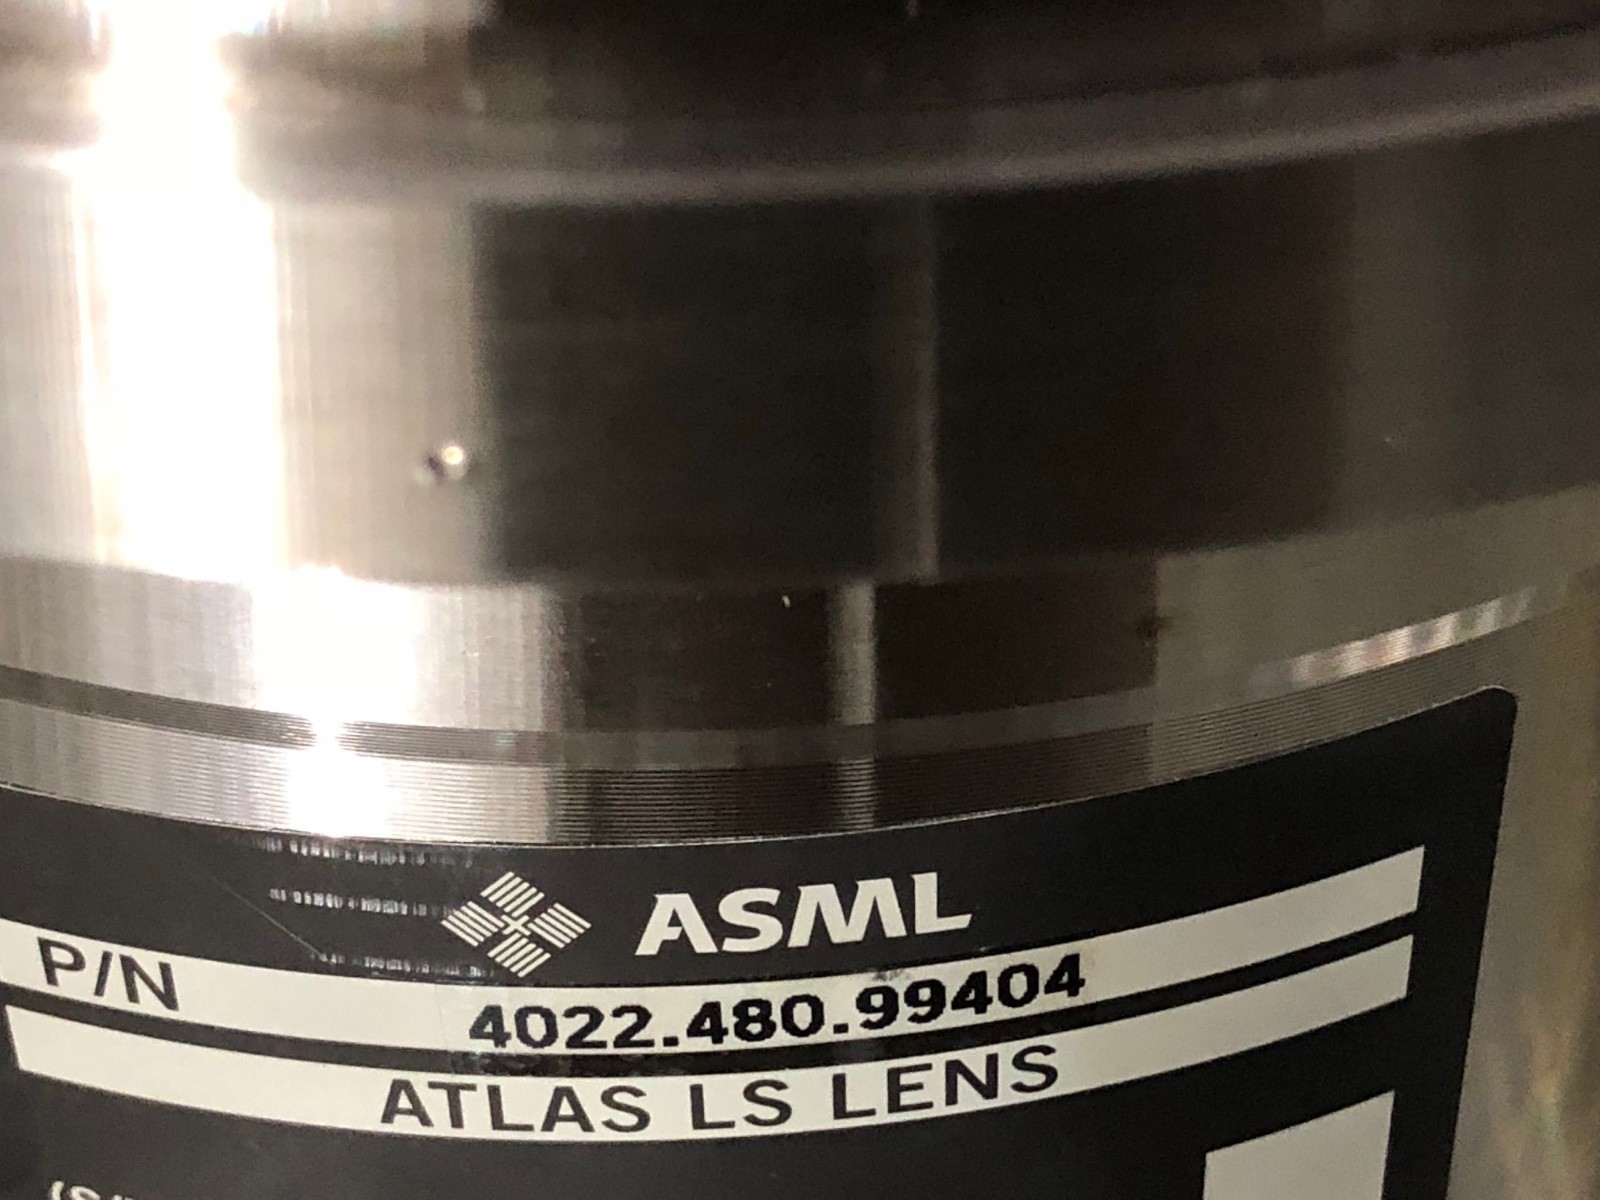 ASML
P/N 4022.480.99404
ATLAS LS LENS